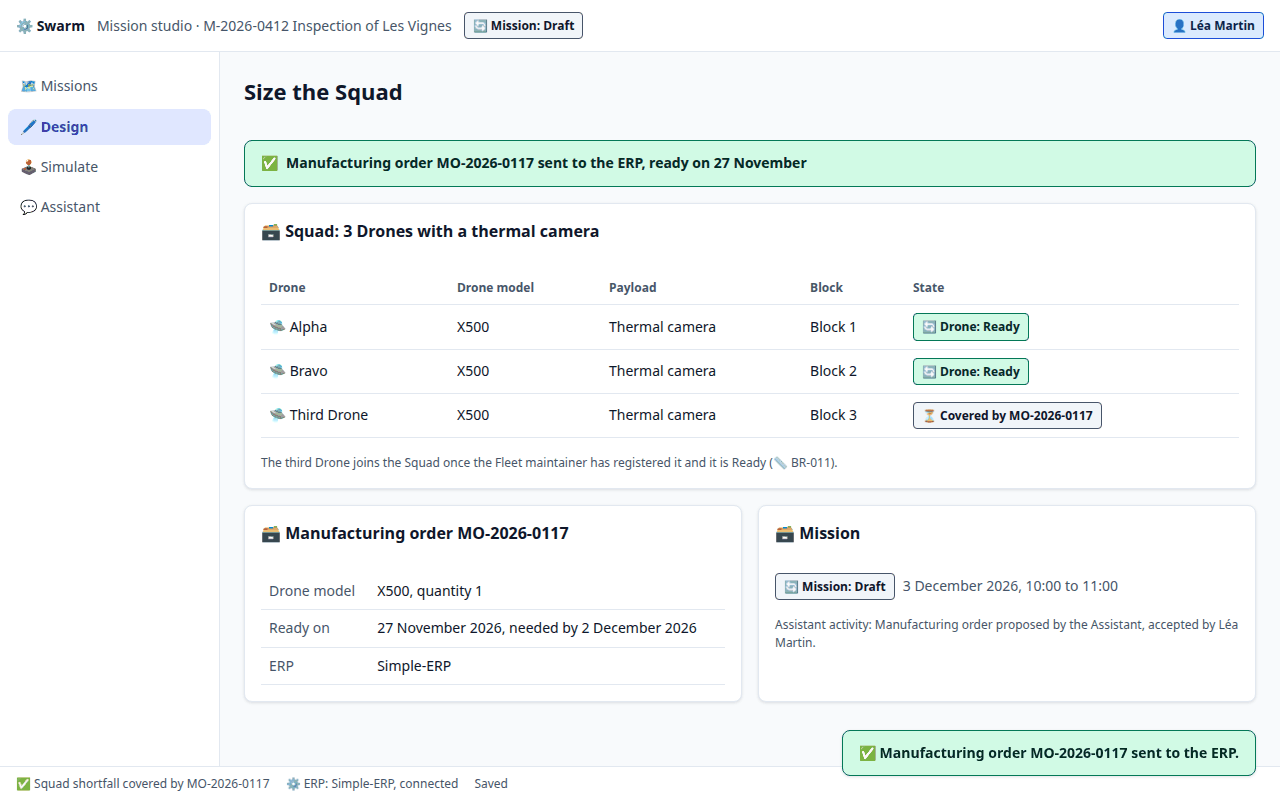 ⚙️ Swarm Mission studio · M-2026-0412 Inspection of Les Vignes 🔄 Mission: Draft 👤 Léa Martin
🗺️ Missions
🖊️ Design
🕹️ Simulate
💬 Assistant
Size the Squad
✅ Manufacturing order MO-2026-0117 sent to the ERP, ready on 27 November
🗃️ Squad: 3 Drones with a thermal camera
Drone Drone model Payload Block State
🛸 Alpha X500 Thermal camera Block 1 🔄 Drone: Ready
🛸 Bravo X500 Thermal camera Block 2 🔄 Drone: Ready
🛸 Third Drone X500 Thermal camera Block 3 ⏳ Covered by MO-2026-0117
The third Drone joins the Squad once the Fleet maintainer has registered it and it is Ready (📏 BR-011).
🗃️ Manufacturing order MO-2026-0117
Drone model X500, quantity 1
Ready on 27 November 2026, needed by 2 December 2026
ERP Simple-ERP
🗃️ Mission
🔄 Mission: Draft 3 December 2026, 10:00 to 11:00
Assistant activity: Manufacturing order proposed by the Assistant, accepted by Léa
Martin.
✅ Manufacturing order MO-2026-0117 sent to the ERP.
✅ Squad shortfall covered by MO-2026-0117 ⚙️ ERP: Simple-ERP, connected Saved